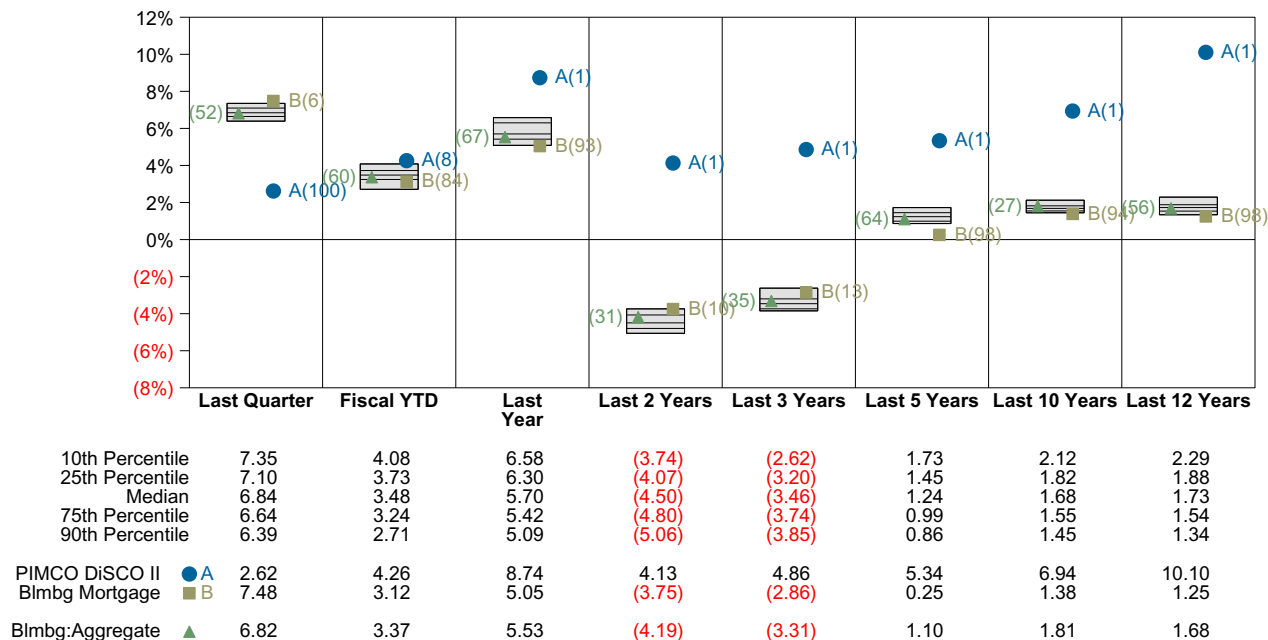 12%
10%
8%
6%
4%
2%
0%
(2%)
(4%)
(6%)
(8%)
(52)
B(6)
A(100)
(60)
A(8)
B(84)
(67)
A(1)
B(93)
(31)
A(1)
B(10)
(35)
A(1)
B(13)
(64)
A(1)
B(98)
(27)
A(1)
B(94)
(56)
A(1)
B(98)
Last Quarter Fiscal YTD Last Year Last 2 Years Last 3 Years Last 5 Years Last 10 Years Last 12 Years
10th Percentile 7.35 4.08 6.58 (3.74) (2.62) 1.73 2.12 2.29
25th Percentile 7.10 3.73 6.30 (4.07) (3.20) 1.45 1.82 1.88
Median 6.84 3.48 5.70 (4.50) (3.46) 1.24 1.68 1.73
75th Percentile 6.64 3.24 5.42 (4.80) (3.74) 0.99 1.55 1.54
90th Percentile 6.39 2.71 5.09 (5.06) (3.85) 0.86 1.45 1.34
PIMCO DiSCO II A 2.62 4.26 8.74 4.13 4.86 5.34 6.94 10.10
Blmbg Mortgage B 7.48 3.12 5.05 (3.75) (2.86) 0.25 1.38 1.25
Blmbg:Aggregate 6.82 3.37 5.53 (4.19) (3.31) 1.10 1.81 1.68